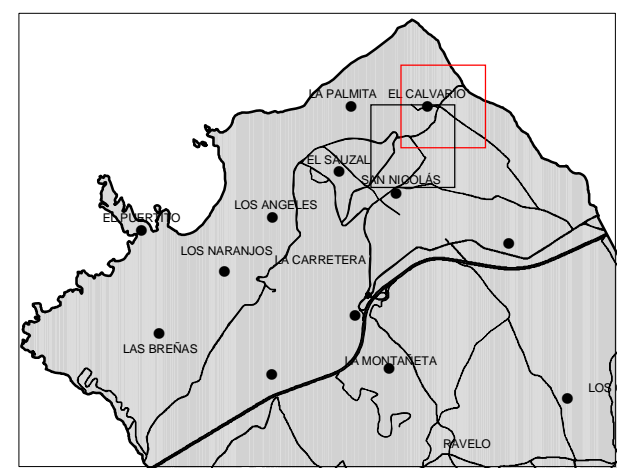 LA PALMITA
EL CALVARIO
EL SAUZAL
SAN NICOLÁS
LOS ANGELES
EL PUERTITO
LOS NARANJOS
LA CARRETERA
LAS BREÑAS
LA MONTAÑETA
LOS
RAVELO